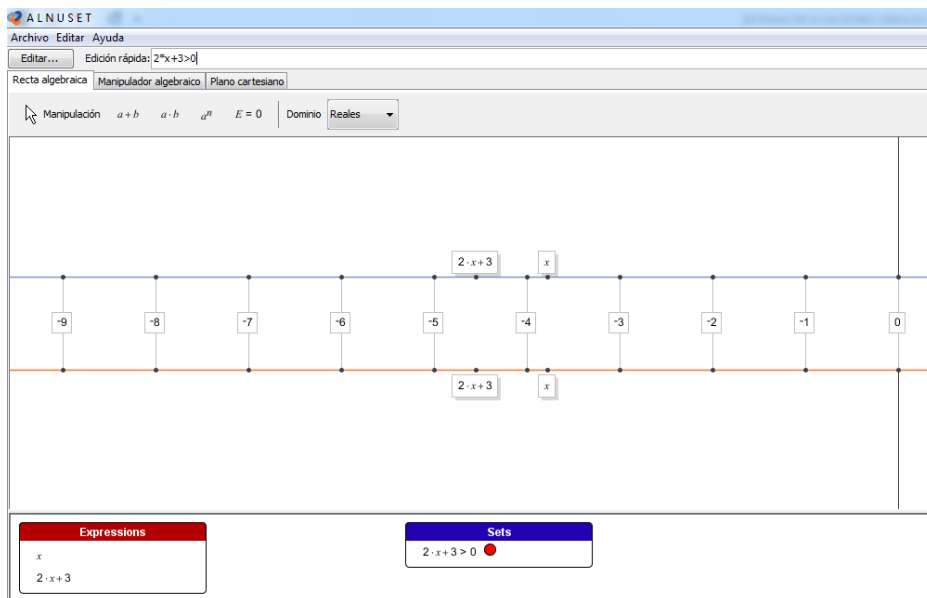 ALNUSET
Archivo Editar Ayuda
Editar... Edición rápida: 2*x+3>0
Recta algebraica Manipulador algebraico Plano cartesiano
Manipulación a+b a·b aⁿ E = 0 Dominio Reales
2·x+3 x
-9 -8 -7 -6 -5 -4 -3 -2 -1 0
2·x+3 x
Expressions
x
2·x+3
Sets
2·x+3 > 0